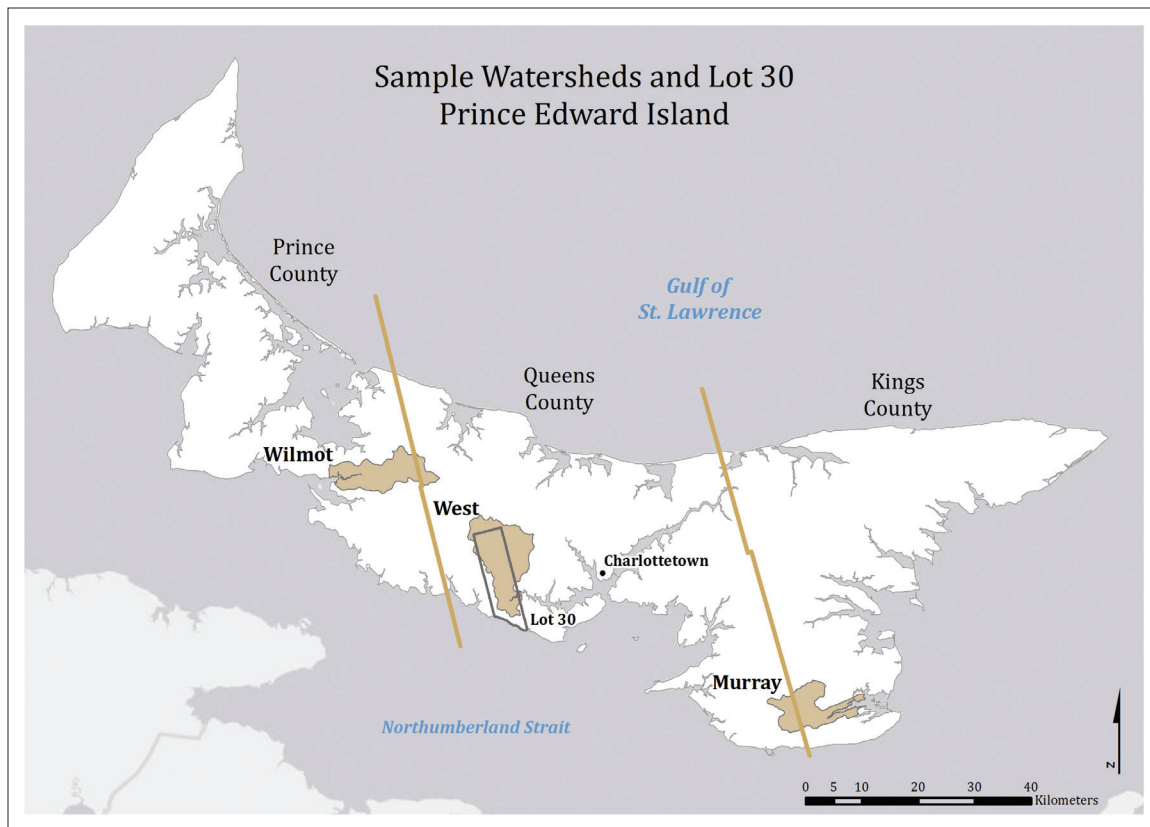 Sample Watersheds and Lot 30
Prince Edward Island
Prince
County
Gulf of
St. Lawrence
Queens
County
Kings
County
Wilmot
West
Charlottetown
Lot 30
Murray
Northumberland Strait
N
0 5 10 20 30 40
Kilometers